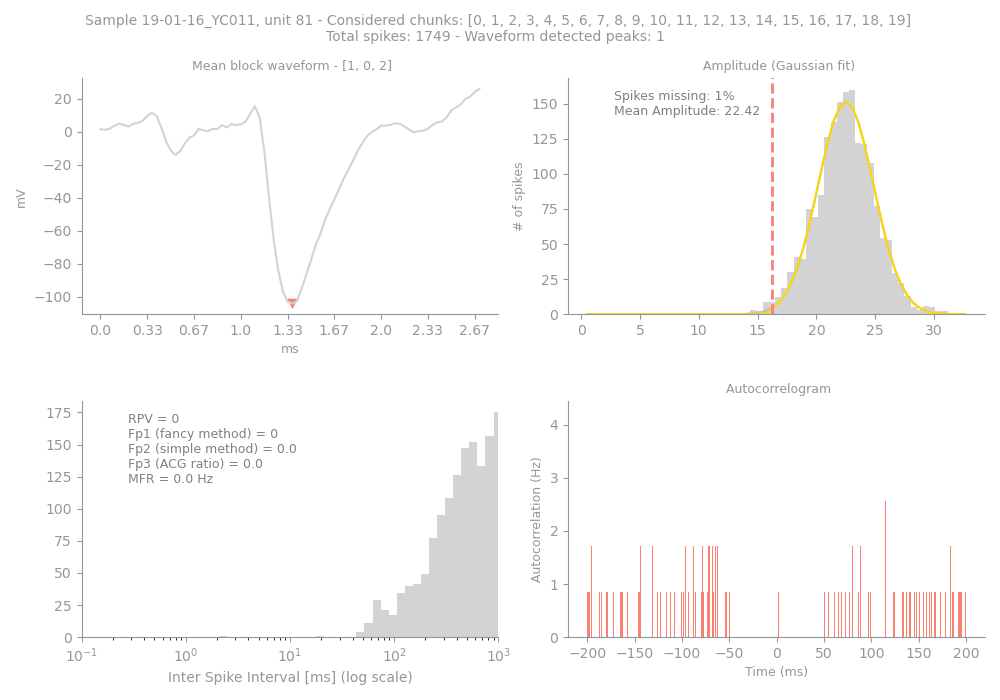 Sample 19-01-16_YC011, unit 81 - Considered chunks: [0, 1, 2, 3, 4, 5, 6, 7, 8, 9, 10, 11, 12, 13, 14, 15, 16, 17, 18, 19]
Total spikes: 1749 - Waveform detected peaks: 1
Mean block waveform - [1, 0, 2]
mV
20
0
−20
−40
−60
−80
−100
0.0 0.33 0.67 1.0 1.33 1.67 2.0 2.33 2.67
ms
Amplitude (Gaussian fit)
Spikes missing: 1%
Mean Amplitude: 22.42
# of spikes
150
125
100
75
50
25
0
0 5 10 15 20 25 30
RPV = 0
Fp1 (fancy method) = 0
Fp2 (simple method) = 0.0
Fp3 (ACG ratio) = 0.0
MFR = 0.0 Hz
175
150
125
100
75
50
25
0
10⁻¹ 10⁰ 10¹ 10² 10³
Inter Spike Interval [ms] (log scale)
Autocorrelogram
Autocorrelation (Hz)
4
3
2
1
0
−200 −150 −100 −50 0 50 100 150 200
Time (ms)